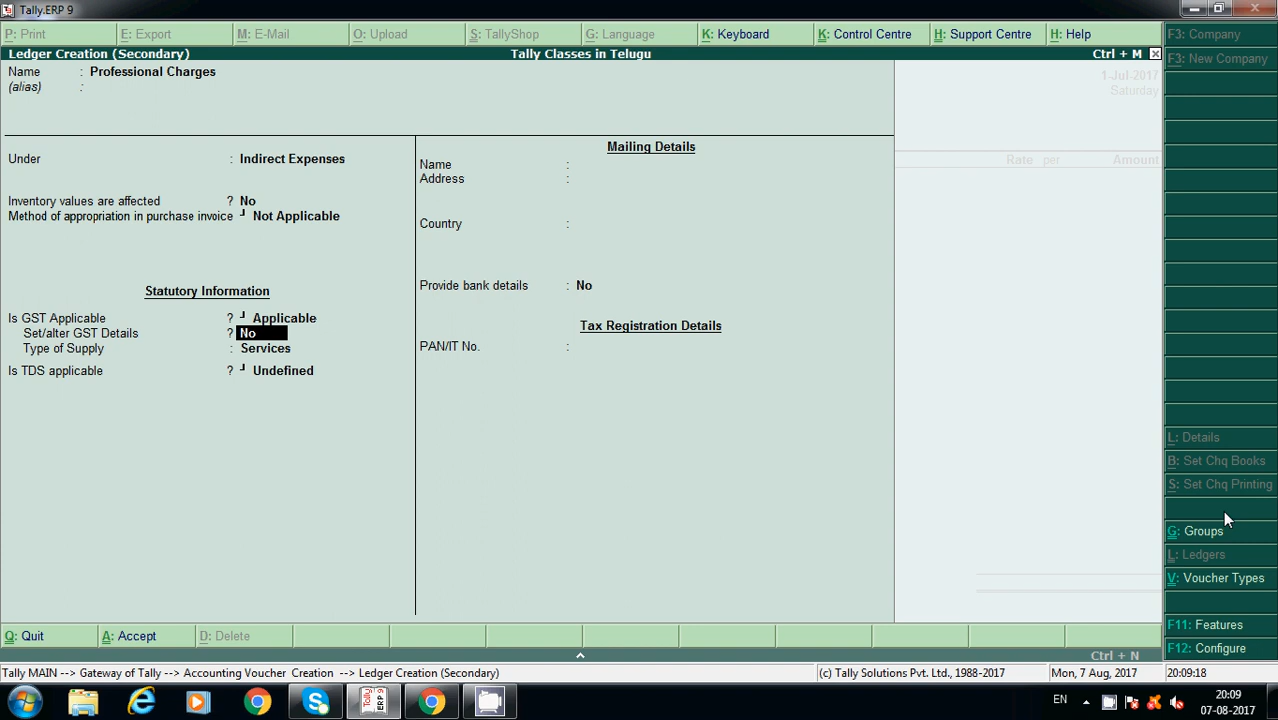 Tally.ERP 9
P: Print E: Export M: E-Mail O: Upload S: TallyShop G: Language K: Keyboard K: Control Centre H: Support Centre H: Help
F3: Company
Ledger Creation (Secondary) Tally Classes in Telugu Ctrl + M
F3: New Company
Name : Professional Charges
(alias) :
1-Jul-2017
Saturday
Under : Indirect Expenses
Mailing Details
Name :
Address :
Rate per Amount
Inventory values are affected ? No
Method of appropriation in purchase invoice ┘ Not Applicable
Country :
Provide bank details : No
Statutory Information
Tax Registration Details
Is GST Applicable ? ┘ Applicable
Set/alter GST Details ? No
Type of Supply : Services
PAN/IT No. :
Is TDS applicable ? ┘ Undefined
L: Details
B: Set Chq Books
S: Set Chq Printing
G: Groups
L: Ledgers
V: Voucher Types
F11: Features
F12: Configure
Q: Quit A: Accept D: Delete
Ctrl + N
Tally MAIN --> Gateway of Tally --> Accounting Voucher Creation --> Ledger Creation (Secondary) (c) Tally Solutions Pvt. Ltd., 1988-2017 Mon, 7 Aug, 2017 20:09:18
Tally ERP 9
EN
20:09
07-08-2017